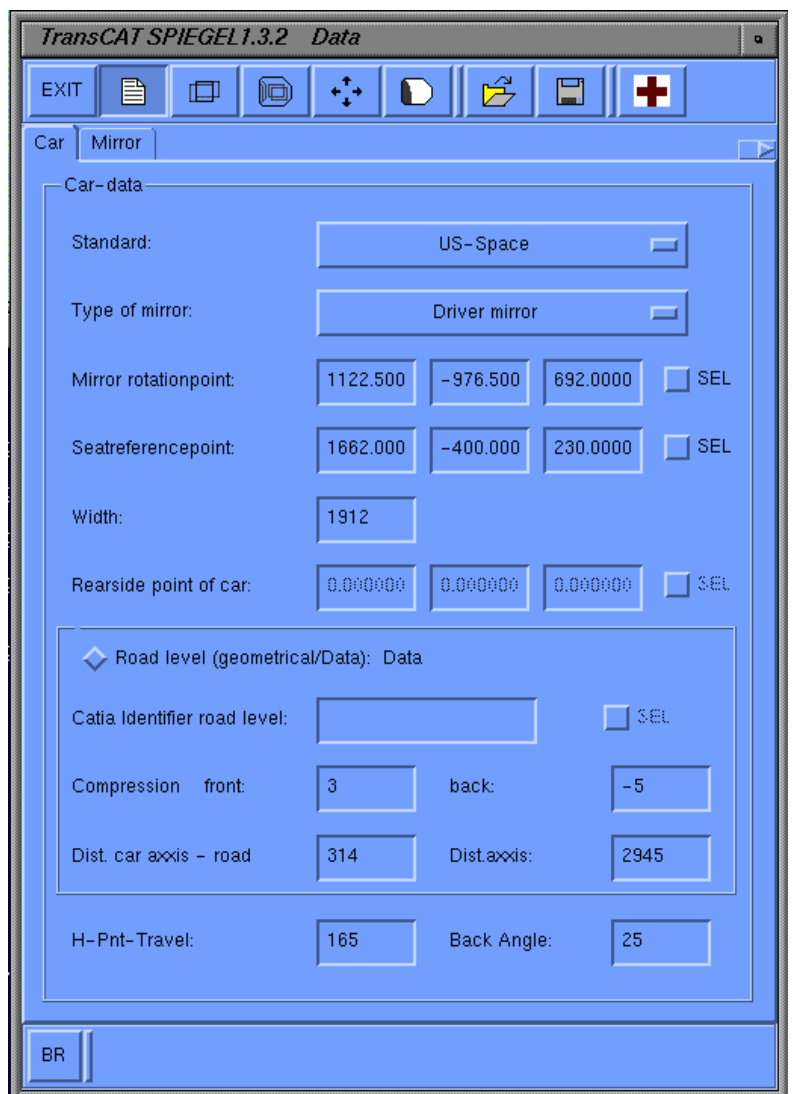 TransCAT SPIEGEL1.3.2 Data
EXIT
Car Mirror
Car-data
Standard: US-Space
Type of mirror: Driver mirror
Mirror rotationpoint: 1122.500 -976.500 692.0000 SEL
Seatreferencepoint: 1662.000 -400.000 230.0000 SEL
Width: 1912
Rearside point of car: 0.000000 0.000000 0.000000 SEL
Road level (geometrical/Data): Data
Catia Identifier road level: SEL
Compression front: 3 back: -5
Dist. car axxis - road 314 Dist.axxis: 2945
H-Pnt-Travel: 165 Back Angle: 25
BR